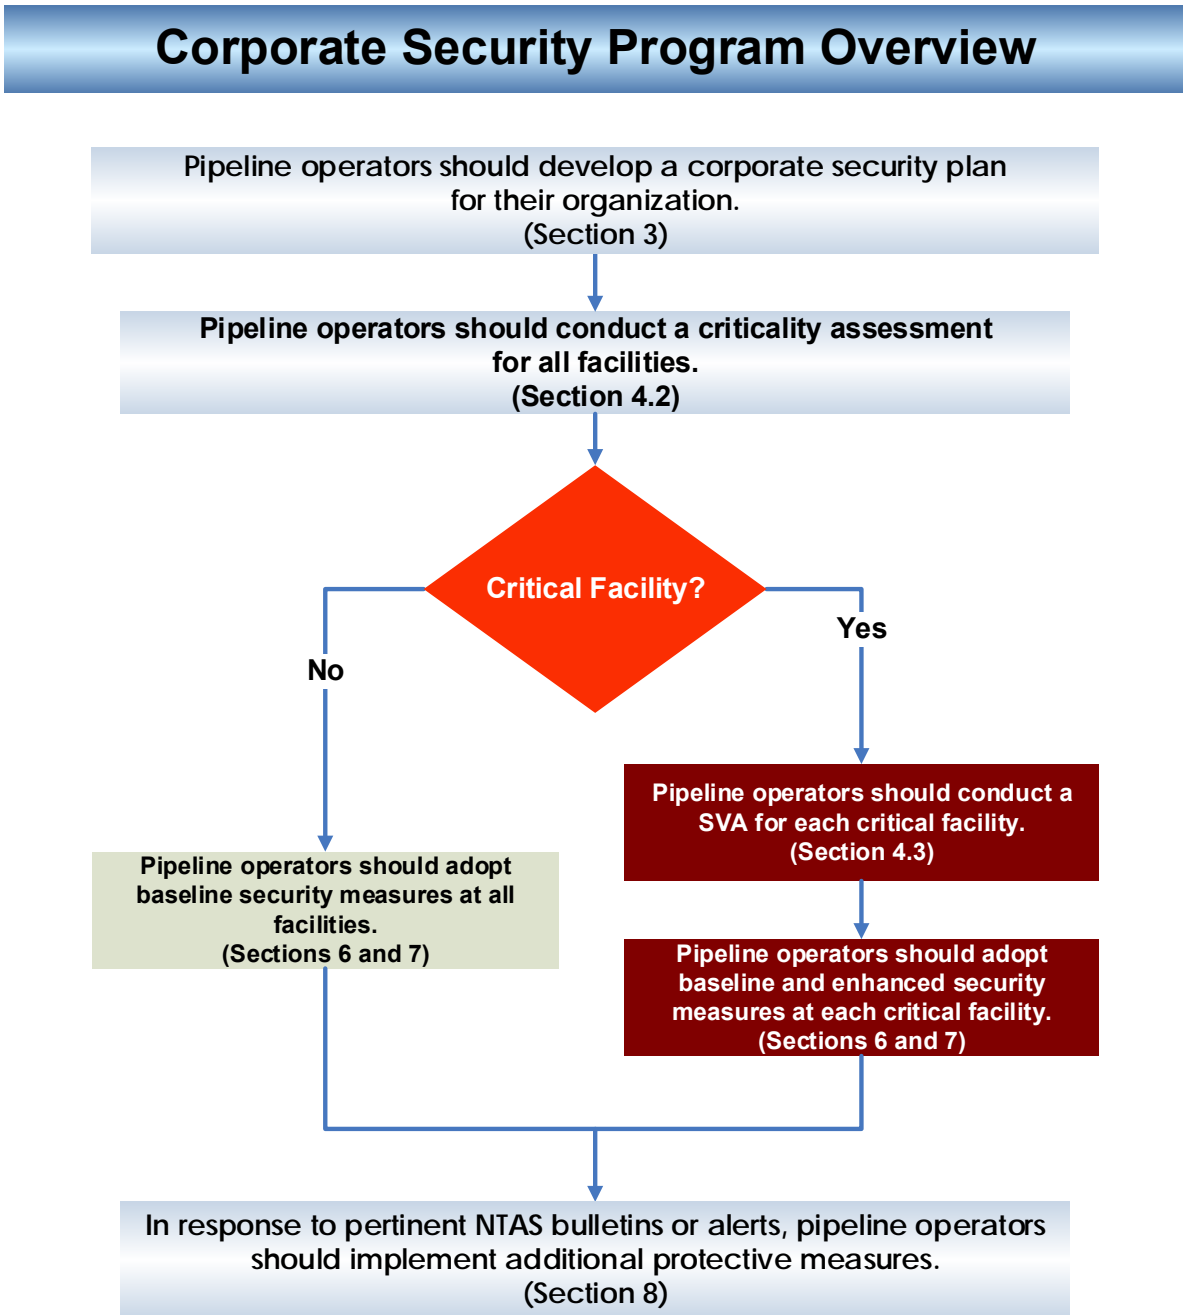 Corporate Security Program Overview
Pipeline operators should develop a corporate security plan
for their organization.
(Section 3)
Pipeline operators should conduct a criticality assessment
for all facilities.
(Section 4.2)
Critical Facility?
Yes
No
Pipeline operators should conduct a
SVA for each critical facility.
(Section 4.3)
Pipeline operators should adopt
baseline security measures at all
facilities.
(Sections 6 and 7)
Pipeline operators should adopt
baseline and enhanced security
measures at each critical facility.
(Sections 6 and 7)
In response to pertinent NTAS bulletins or alerts, pipeline operators
should implement additional protective measures.
(Section 8)